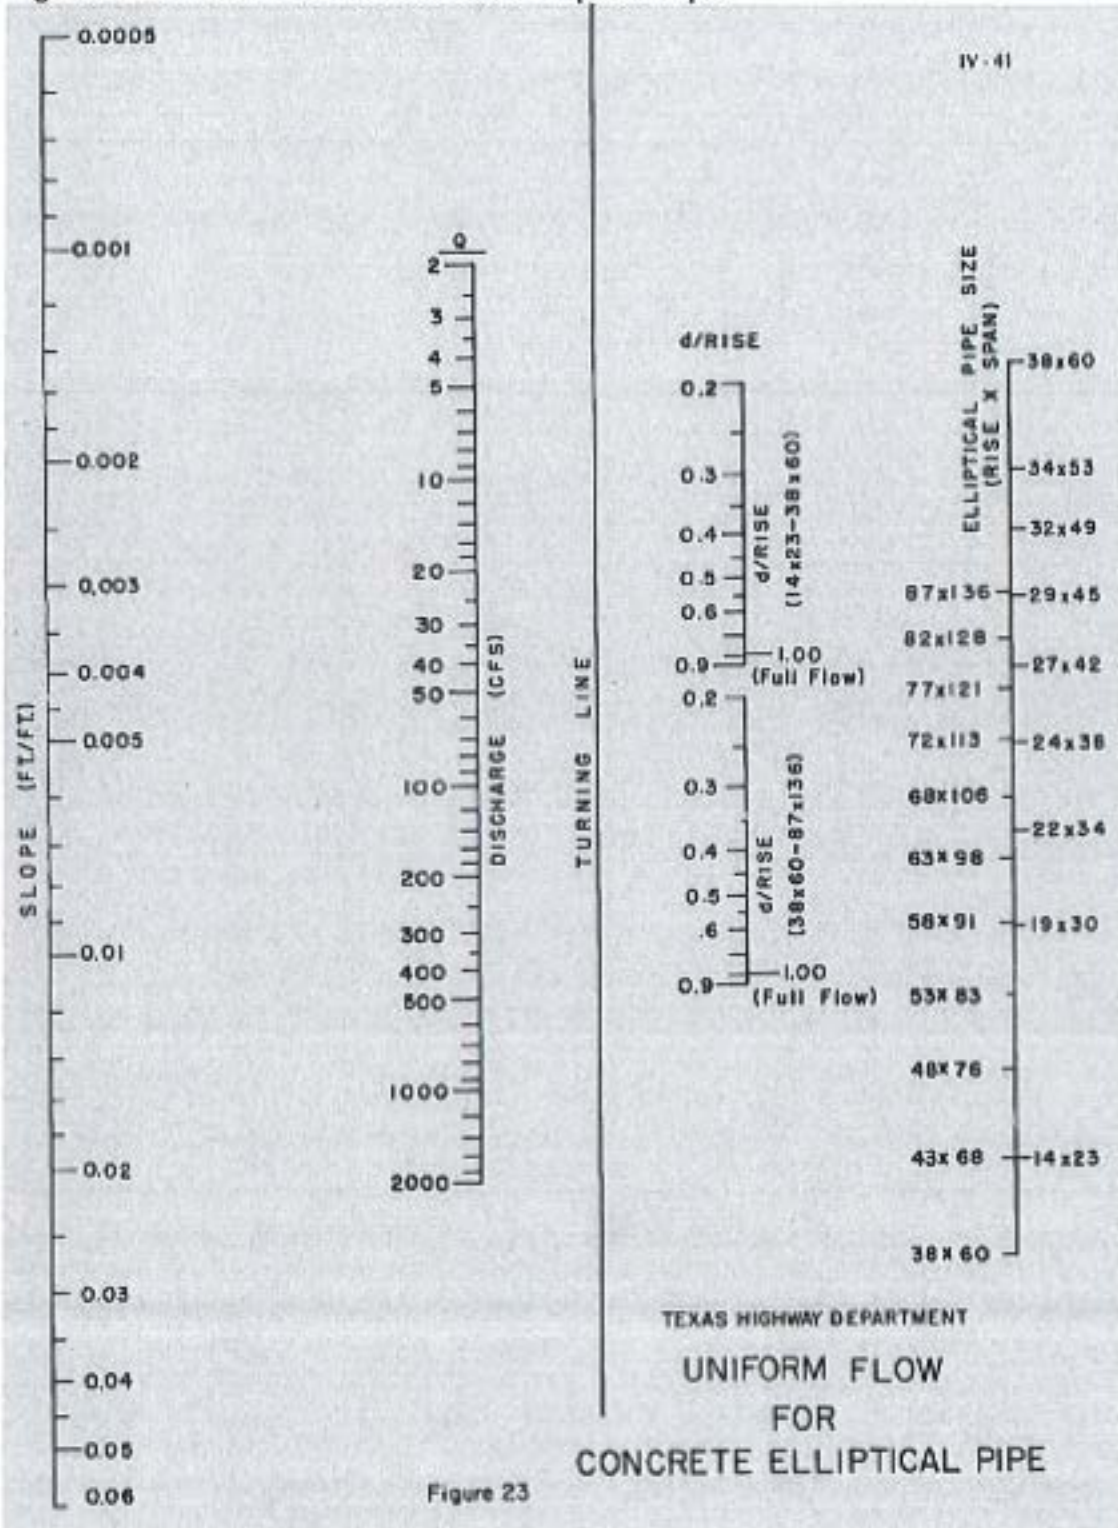 IV - 41
0.0005
0.001
0.002
0.003
0.004
0.005
0.01
0.02
0.03
0.04
0.05
0.06
SLOPE (FT./FT.)
Q
2
3
4
5
10
20
30
40
50
100
200
300
400
500
1000
2000
DISCHARGE (CFS)
TURNING LINE
d/RISE
0.2
0.3
0.4
0.5
0.6
0.9
1.00
(Full Flow)
d/RISE
(14x23-38x60)
0.2
0.3
0.4
0.5
.6
0.9
1.00
(Full Flow)
d/RISE
(38x60-87x136)
ELLIPTICAL PIPE SIZE
(RISE X SPAN)
38x60
34x53
32x49
87x136 29x45
82x128
27x42
77x121
72x113 24x38
68x106
22x34
63x98
58x91 19x30
53x83
48x76
43x68 14x23
38x60
TEXAS HIGHWAY DEPARTMENT
UNIFORM FLOW
FOR
CONCRETE ELLIPTICAL PIPE
Figure 23